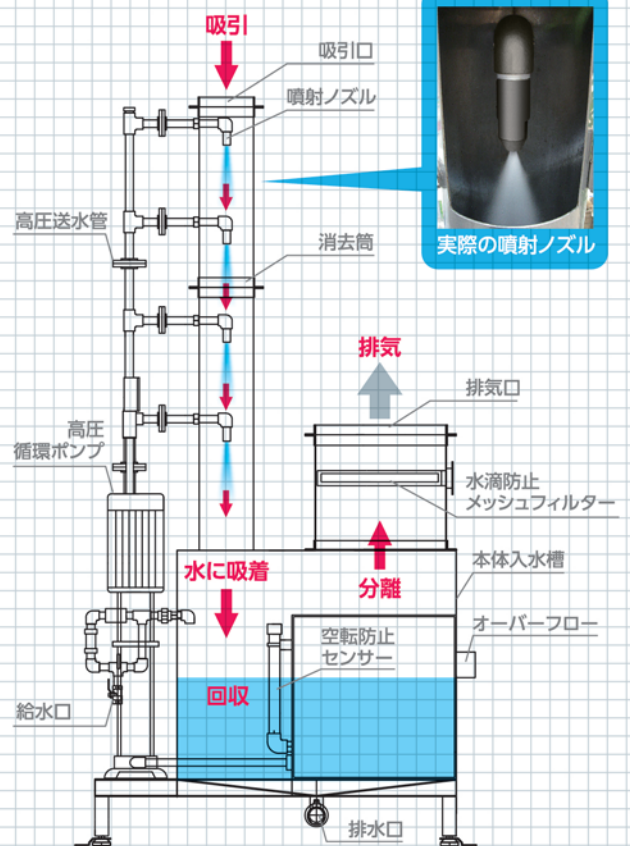 吸引
吸引口
噴射ノズル
実際の噴射ノズル
高圧送水管
消去筒
排気
排気口
高圧
循環ポンプ
水滴防止
メッシュフィルター
水に吸着
分離
本体入水槽
空転防止
センサー
オーバーフロー
回収
給水口
排水口